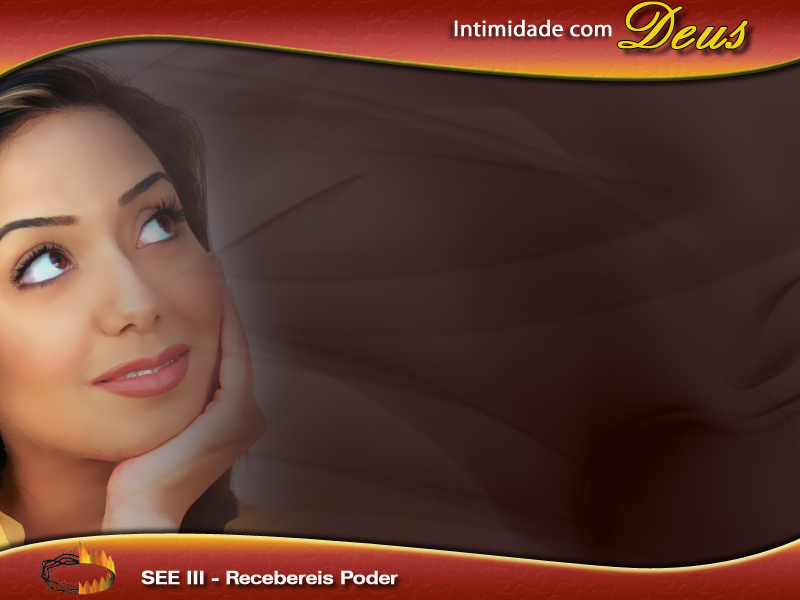 Intimidade com Deus
SEE III - Recebereis Poder